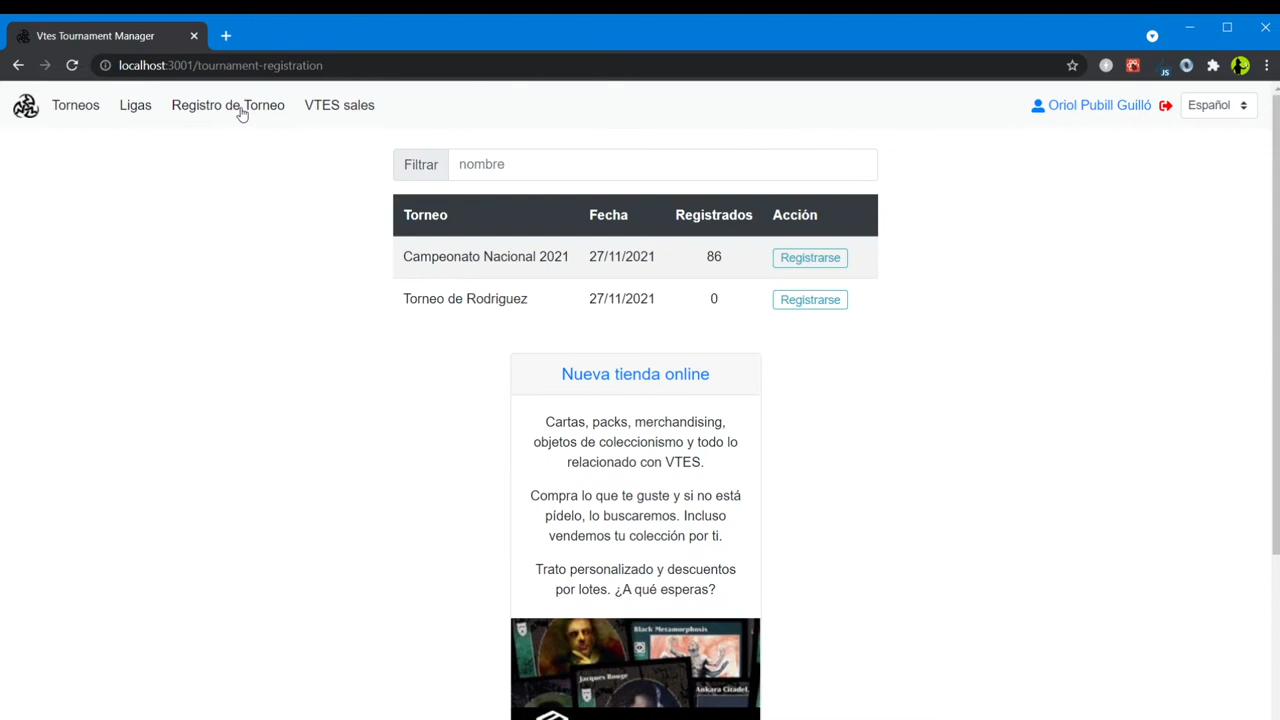 Vtes Tournament Manager
localhost:3001/tournament-registration
JS
Torneos Ligas Registro de Torneo VTES sales Oriol Pubill Guilló Español
Filtrar nombre
Torneo Fecha Registrados Acción
Campeonato Nacional 2021 27/11/2021 86 Registrarse
Torneo de Rodriguez 27/11/2021 0 Registrarse
Nueva tienda online
Cartas, packs, merchandising,
objetos de coleccionismo y todo lo
relacionado con VTES.
Compra lo que te guste y si no está
pídelo, lo buscaremos. Incluso
vendemos tu colección por ti.
Trato personalizado y descuentos
por lotes. ¿A qué esperas?
Black Metamorphosis
Jacques Rouge
Ankara Citadel,